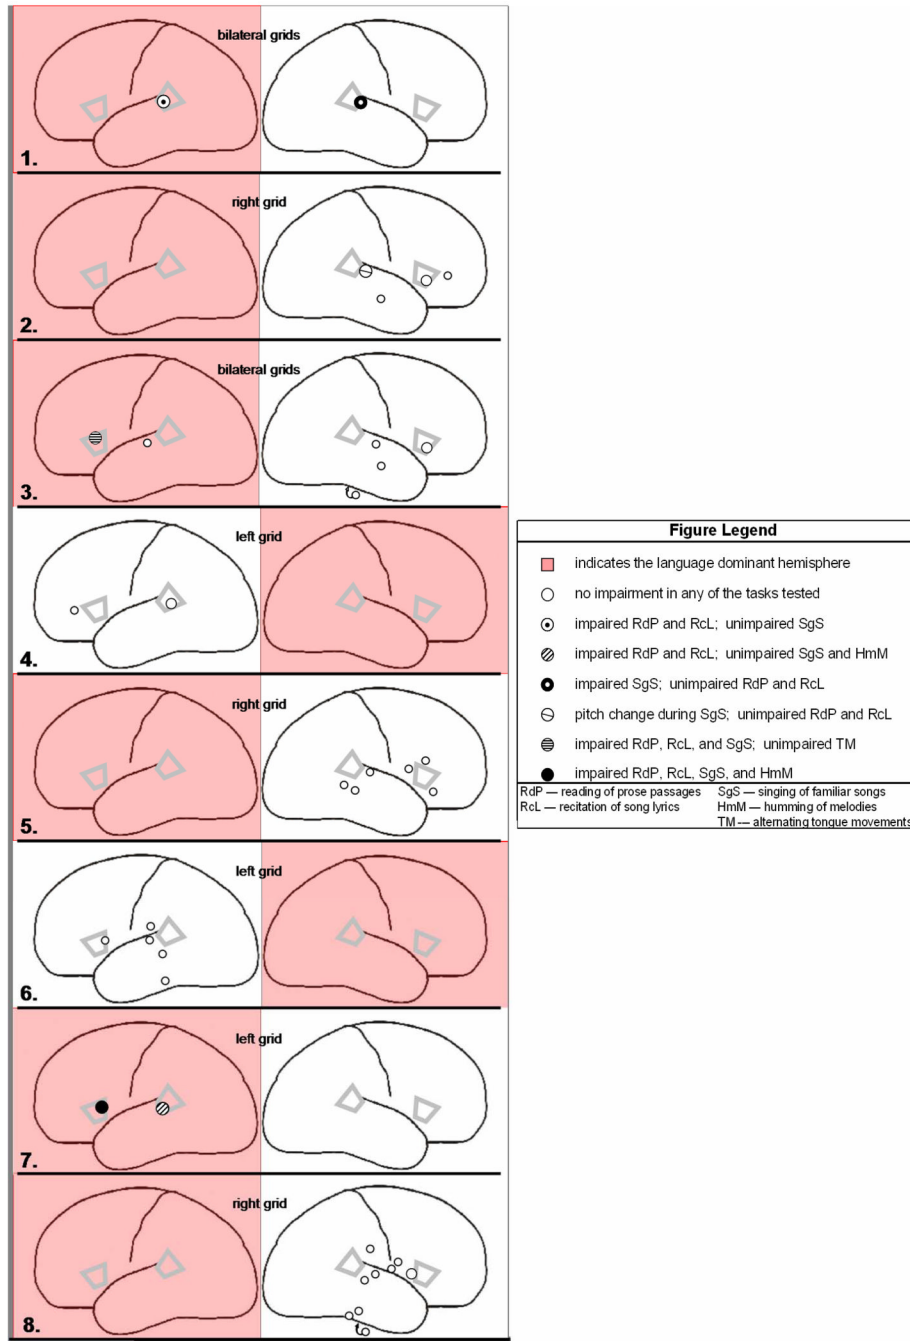 bilateral grids
1.
right grid
2.
bilateral grids
3.
left grid
4.
right grid
5.
left grid
6.
left grid
7.
right grid
8.
Figure Legend
indicates the language dominant hemisphere
no impairment in any of the tasks tested
impaired RdP and RcL; unimpaired SgS
impaired RdP and RcL; unimpaired SgS and HmM
impaired SgS; unimpaired RdP and RcL
pitch change during SgS; unimpaired RdP and RcL
impaired RdP, RcL, and SgS; unimpaired TM
impaired RdP, RcL, SgS, and HmM
RdP — reading of prose passages SgS — singing of familiar songs
RcL — recitation of song lyrics HmM — humming of melodies
TM --- alternating tongue movements